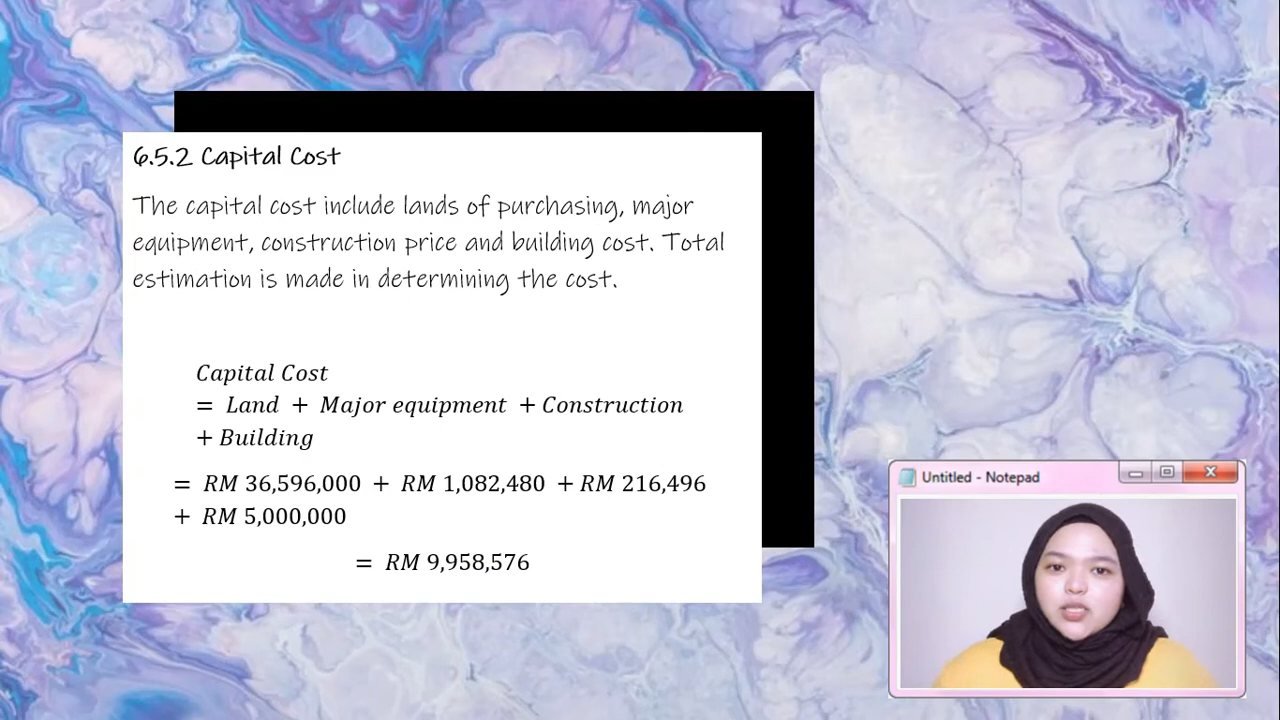 6.5.2 Capital Cost
The capital cost include lands of purchasing, major
equipment, construction price and building cost. Total
estimation is made in determining the cost.
Capital Cost
= Land + Major equipment + Construction
+ Building
= RM 36,596,000 + RM 1,082,480 + RM 216,496
+ RM 5,000,000
= RM 9,958,576
Untitled - Notepad